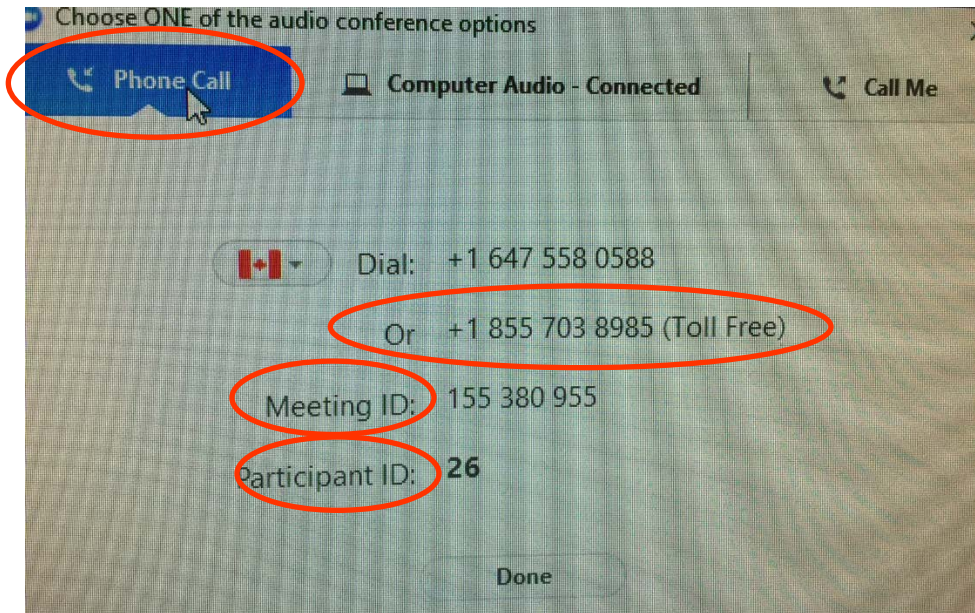 Choose ONE of the audio conference options
Phone Call
Computer Audio - Connected
Call Me
Dial: +1 647 558 0588
Or +1 855 703 8985 (Toll Free)
Meeting ID: 155 380 955
Participant ID: 26
Done